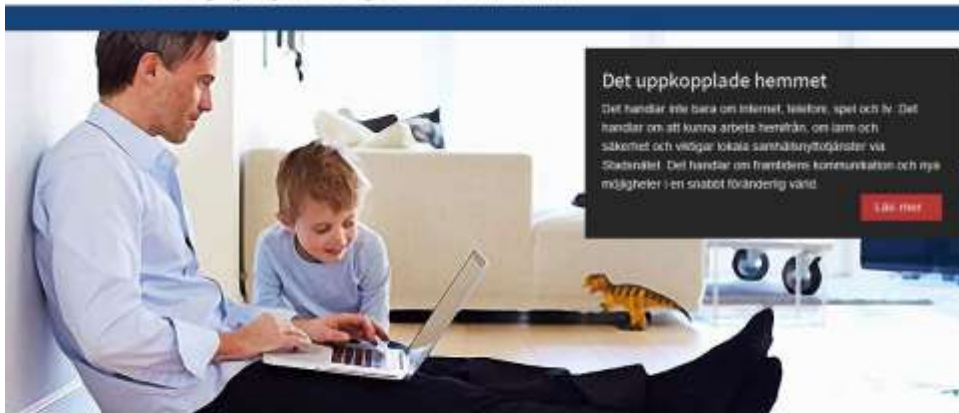 Det uppkopplade hemmet
Det handlar inte bara om Internet, telefoni, spel och tv. Det
handlar om att kunna arbeta hemifrån, om larm och
säkerhet och viktiga lokala samhällsnyttotjänster via
Stadsnätet. Det handlar om framtidens kommunikation och nya
möjligheter i en snabbt föränderlig värld.
Läs mer